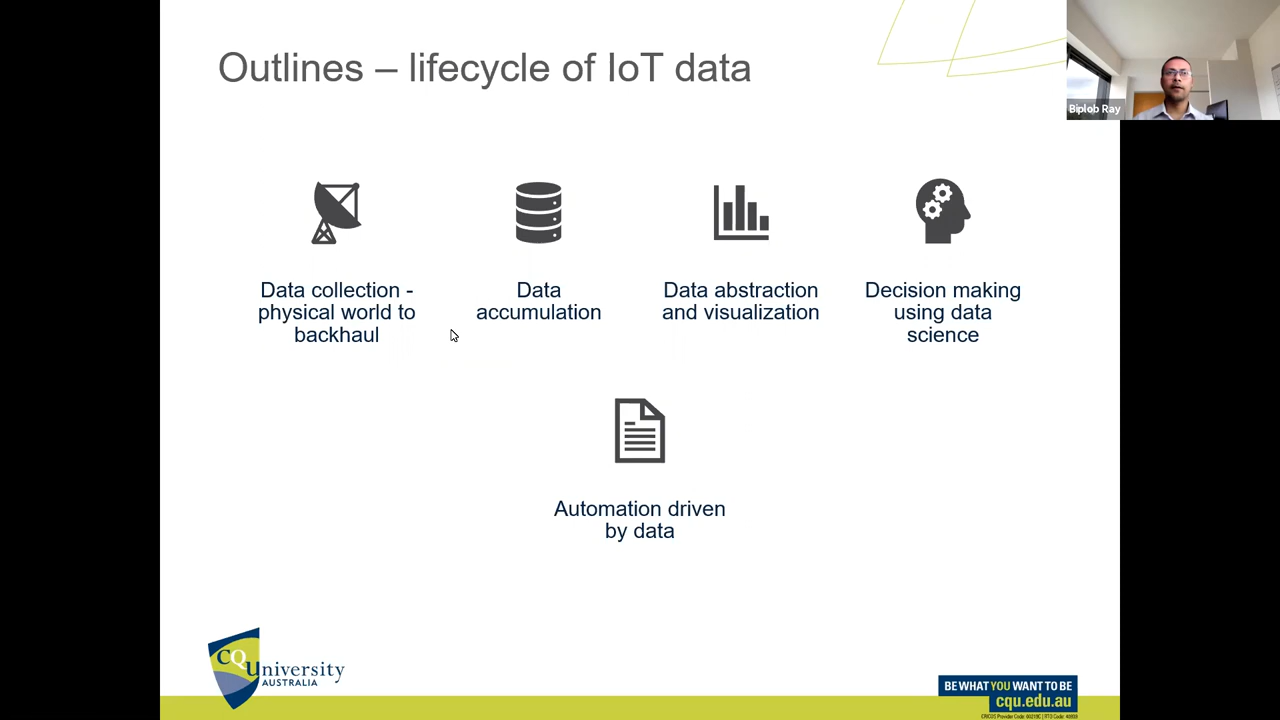 Outlines – lifecycle of IoT data
Biplob Ray
Data collection -
physical world to
backhaul
Data
accumulation
Data abstraction
and visualization
Decision making
using data
science
Automation driven
by data
CQUniversity
AUSTRALIA
BE WHAT YOU WANT TO BE
cqu.edu.au